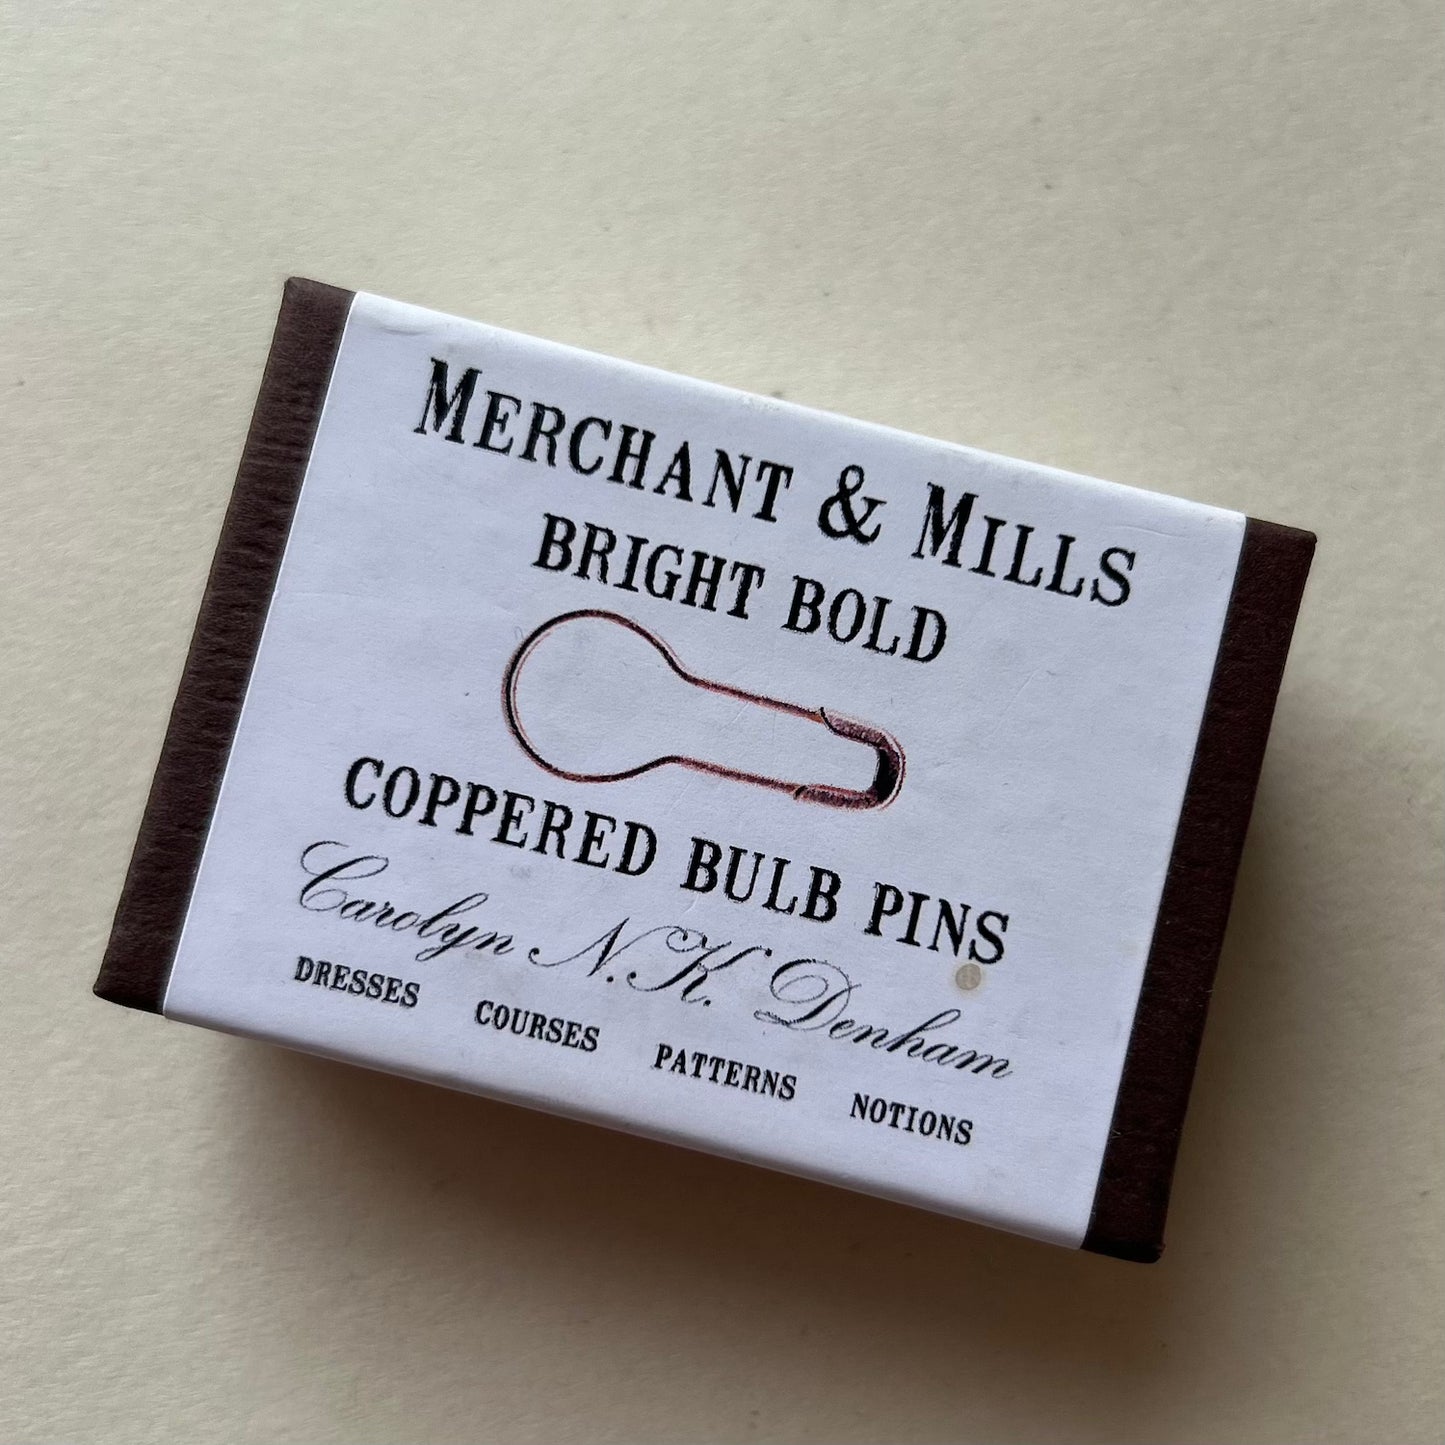 MERCHANT & MILLS
BRIGHT BOLD
COPPERED BULB PINS
Carolyn N.K. Denham
DRESSES COURSES PATTERNS NOTIONS